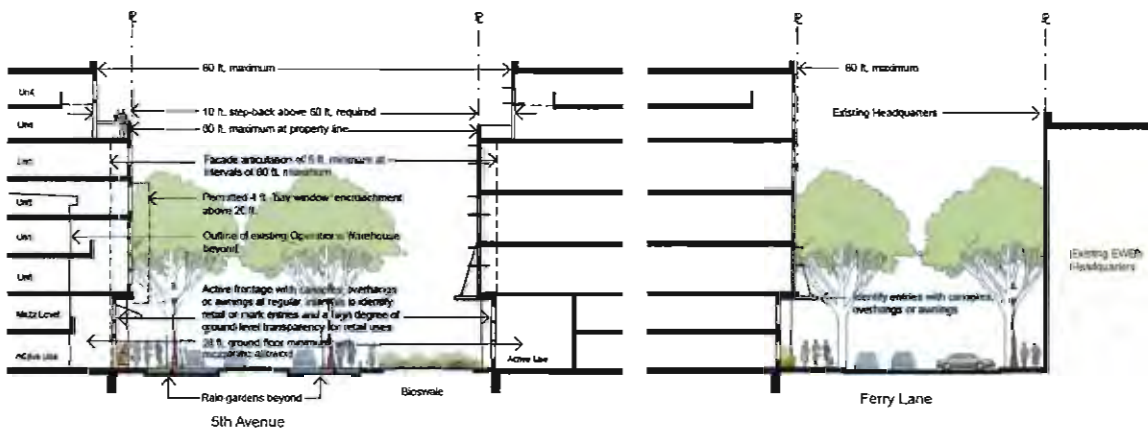 60 ft. maximum
Unit
10 ft. step-back above 60 ft. required
Unit
60 ft. maximum at property line
Unit
Facade articulation of 5 ft. minimum at
intervals of 60 ft. maximum
Unit
Permitted 4 ft. bay window encroachment
above 20 ft.
Unit
Outline of existing Operations Warehouse
beyond
Unit
Active frontage with canopies, overhangs
or awnings at regular intervals to identify
retail or mark entries and a high degree of
ground-level transparency for retail uses
Mezz Level
ft. ground floor minimum
mezzanine allowed
Active Use
Active Use
Rain gardens beyond
Bioswale
5th Avenue
60 ft. maximum
Existing Headquarters
Existing EWEB
Headquarters
Identify entries with canopies,
overhangs or awnings
Ferry Lane